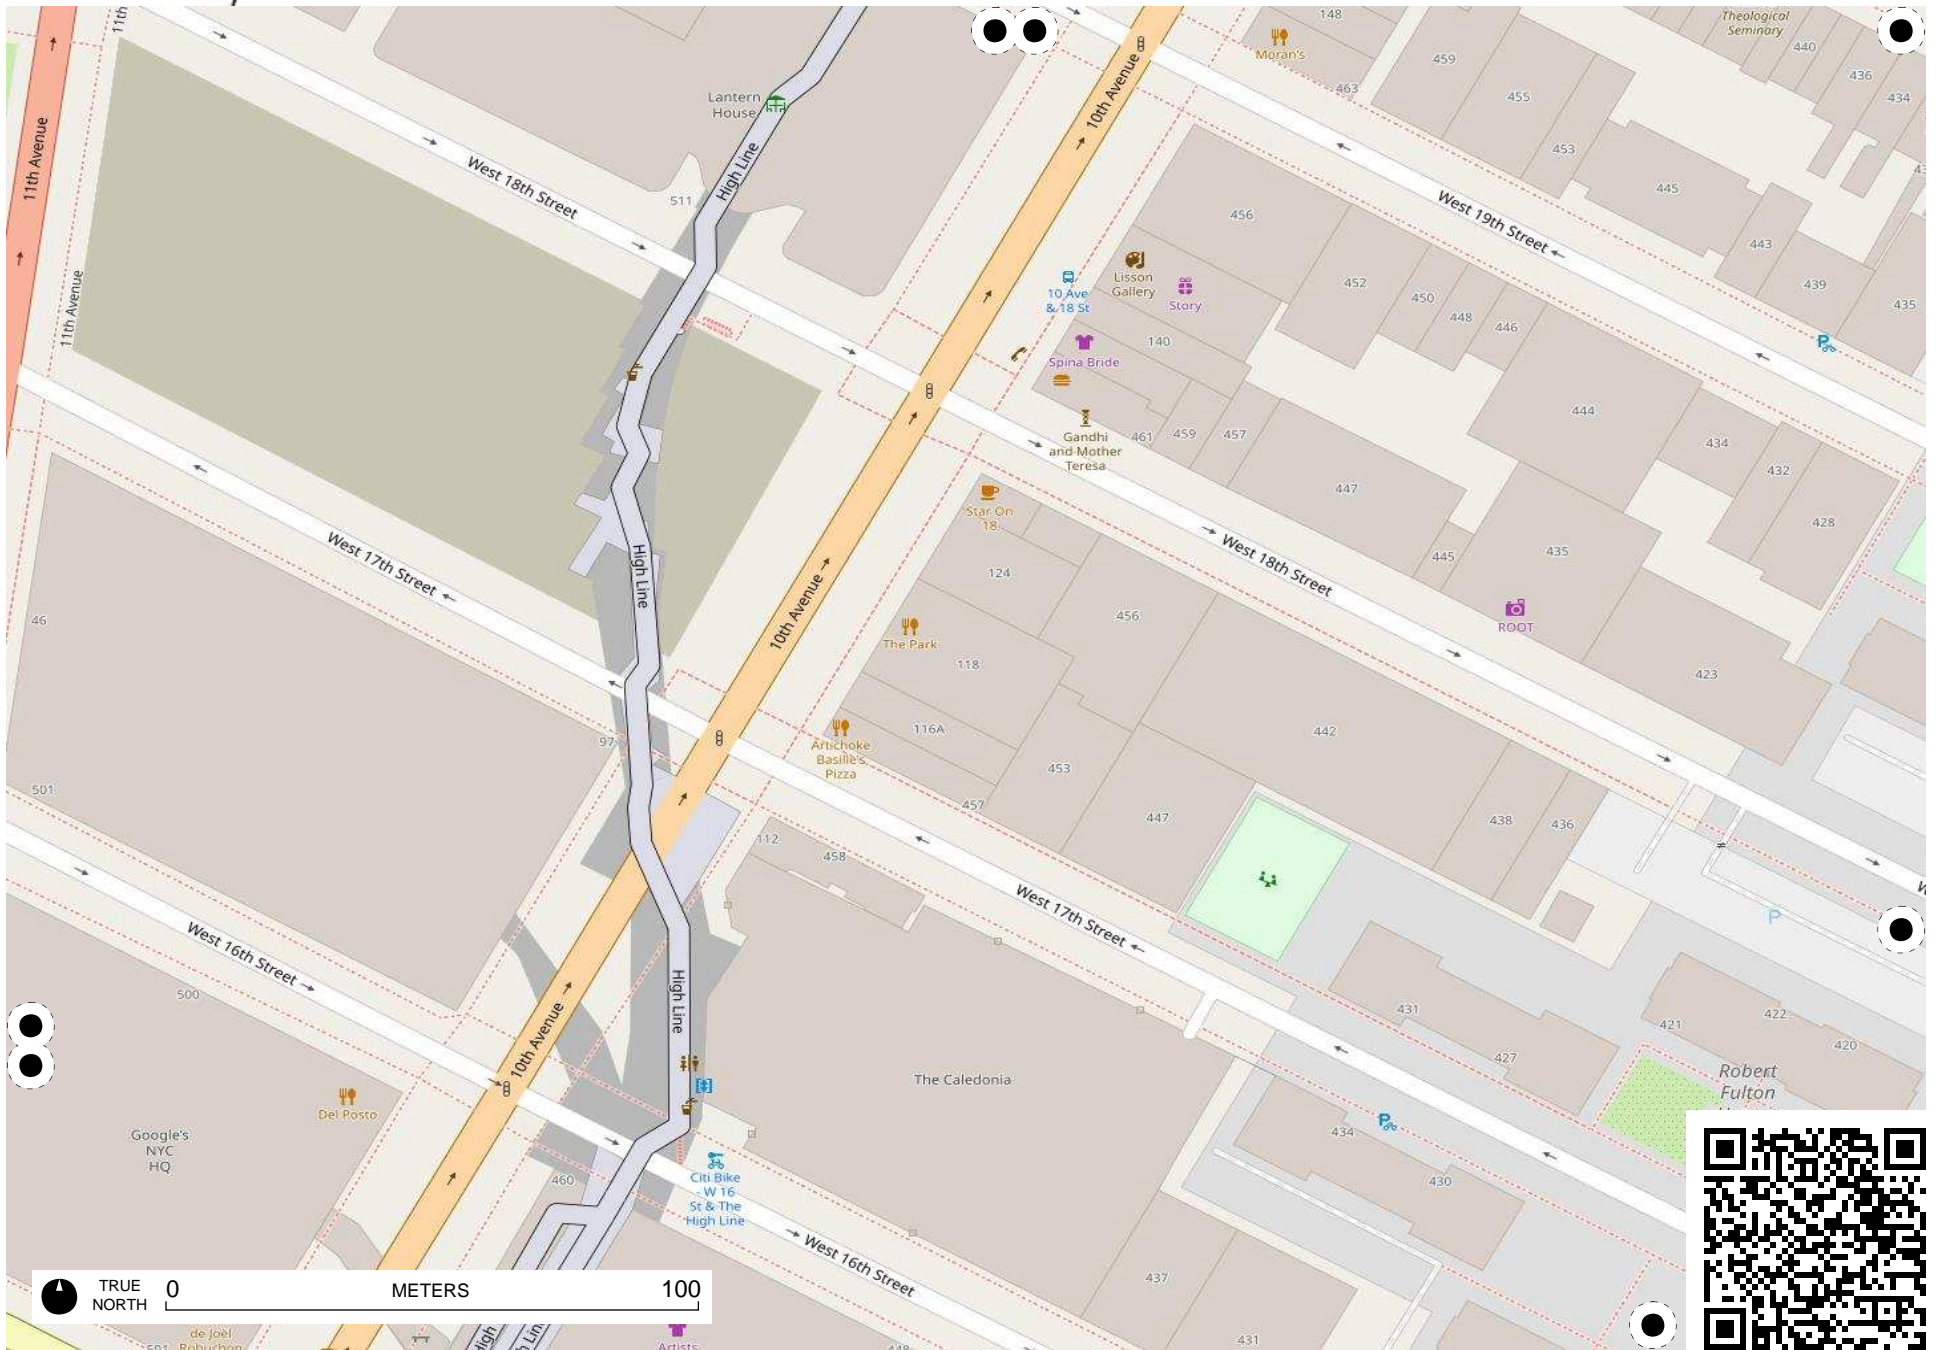 11th
148
Moran's
463
Theological
Seminary
440
436
434
459
455
453
445
443
439
435
Lantern
House
High Line
10th Avenue
11th Avenue
West 18th Street
511
456
West 19th Street
Lisson
Gallery
Story
10 Ave
& 18 St
452
450
448
446
11th Avenue
140
Spina Bride
444
434
432
428
Gandhi
and Mother
Teresa
461
459
457
447
Star On
18
West 17th Street
High Line
10th Avenue
124
456
West 18th Street
445
435
ROOT
46
The Park
118
423
97
116A
442
Artichoke
Basille's
Pizza
453
457
501
112
458
447
438
436
P
West 16th Street
500
West 17th Street
High Line
10th Avenue
431
427
421
422
420
The Caledonia
Robert
Fulton
Del Posto
Google's
NYC
HQ
434
430
460
Citi Bike
- W 16
St & The
High Line
West 16th Street
437
431
TRUE
NORTH
0
METERS
100
de Joël
Robuchon
High
Artists
448